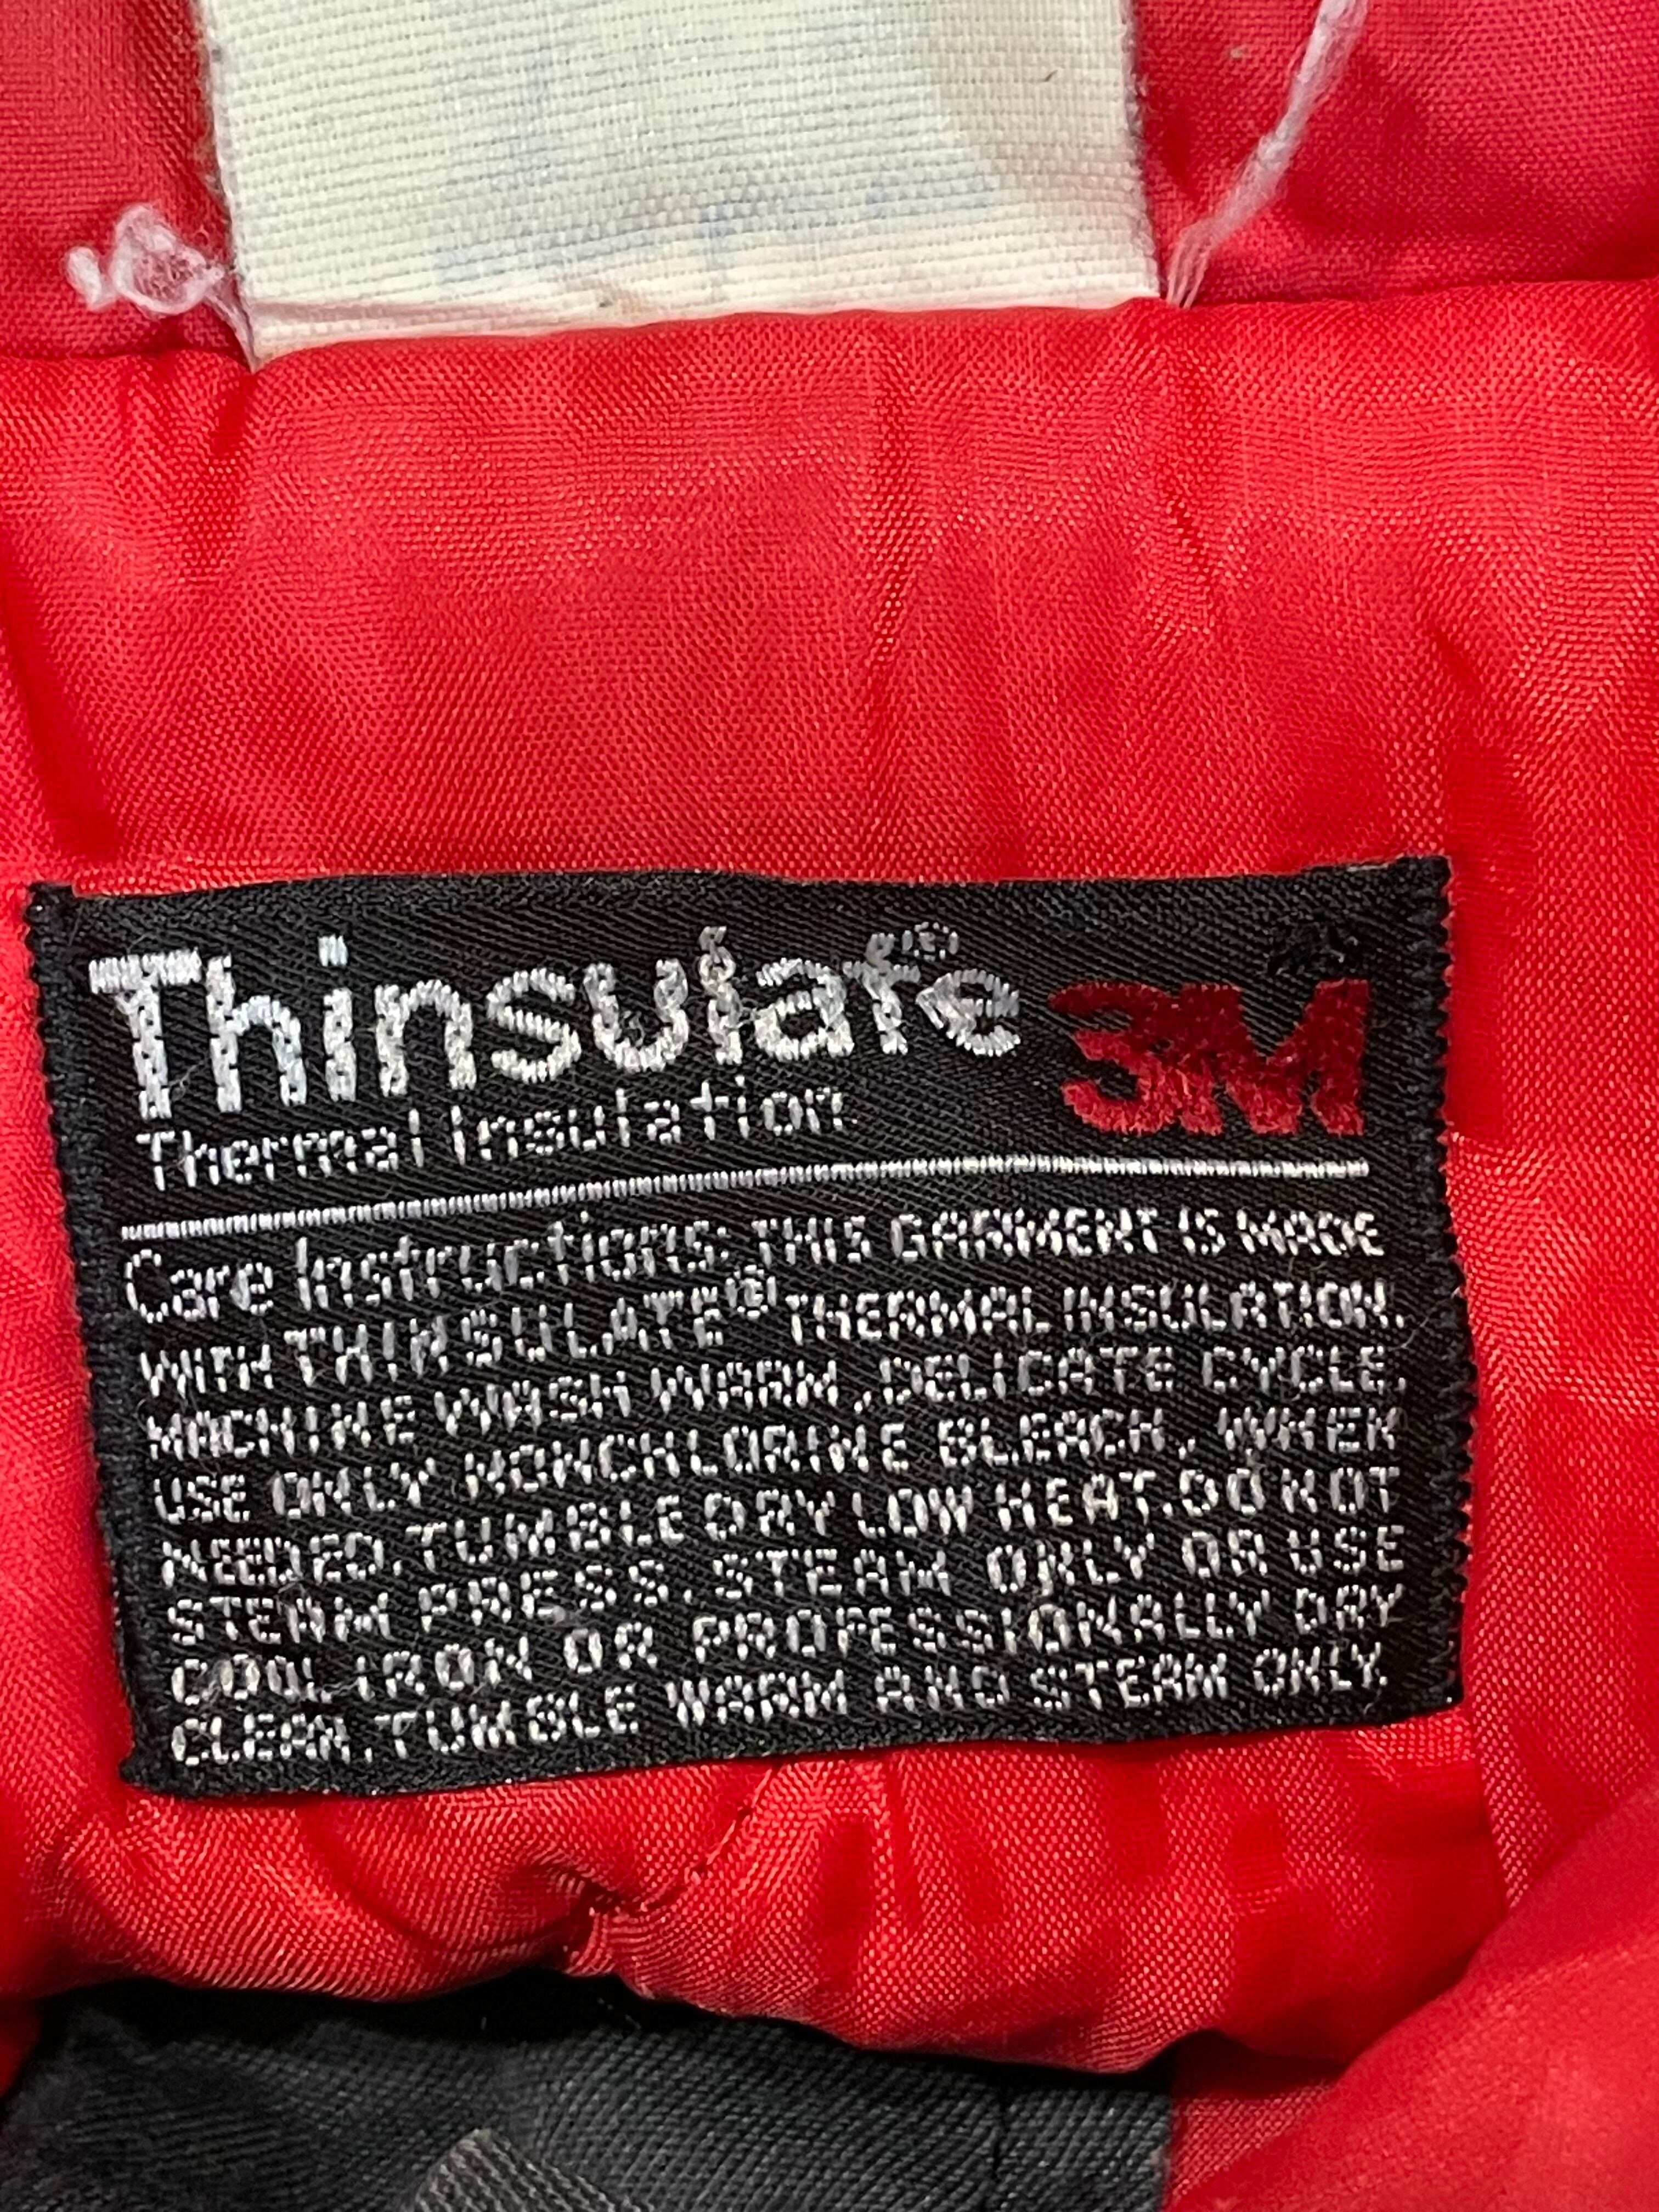 Thinsulate® 3M
Thermal Insulation
Care Instructions: THIS GARMENT IS MADE
WITH THINSULATE® THERMAL INSULATION.
MACHINE WASH WARM, DELICATE CYCLE,
USE ONLY NONCHLORINE BLEACH, WHEN
NEEDED. TUMBLE DRY LOW HEAT. DO NOT
STEAM PRESS. STEAM ONLY OR USE
COOL IRON OR PROFESSIONALLY DRY
CLEAN. TUMBLE WARM AND STEAM ONLY.